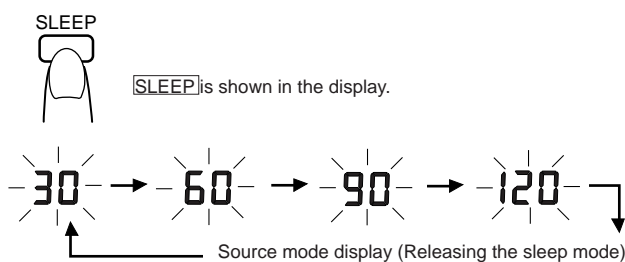 SLEEP
SLEEP is shown in the display.
30 60 90 120
Source mode display (Releasing the sleep mode)